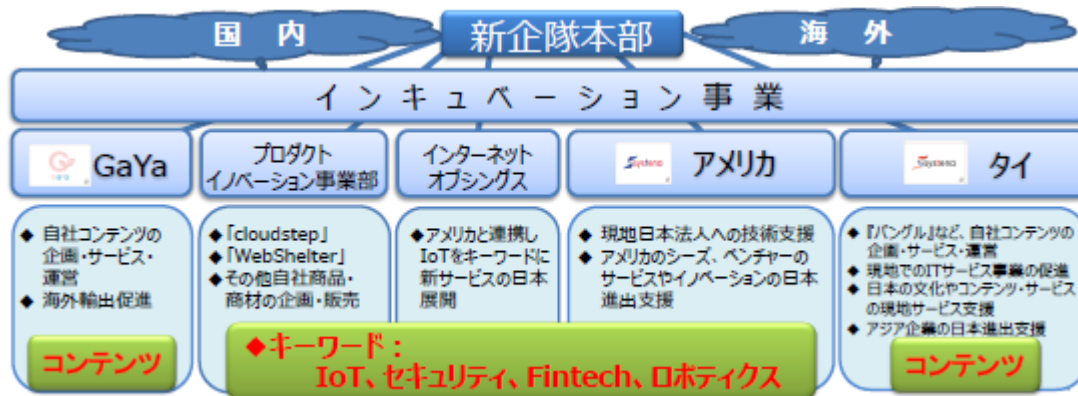 国 内
新企隊本部
海 外
インキュベーション事業
GaYa
プロダクト
イノベーション事業部
インターネット
オブシングス
Systena
アメリカ
Systena
タイ
◆ 自社コンテンツの
企画・サービス・
運営
◆ 海外輸出促進
◆「cloudstep」
◆「WebShelter」
◆その他自社商品・
商材の企画・販売
◆アメリカと連携し
IoTをキーワードに
新サービスの日本
展開
◆ 現地日本法人への技術支援
◆ アメリカのシーズ、ベンチャーの
サービスやイノベーションの日本
進出支援
◆ 『バングル』など、自社コンテンツの
企画・サービス・運営
◆ 現地でのITサービス事業の促進
◆ 日本の文化やコンテンツ・サービス
の現地サービス支援
◆ アジア企業の日本進出支援
コンテンツ
◆キーワード：
IoT、セキュリティ、Fintech、ロボティクス
コンテンツ